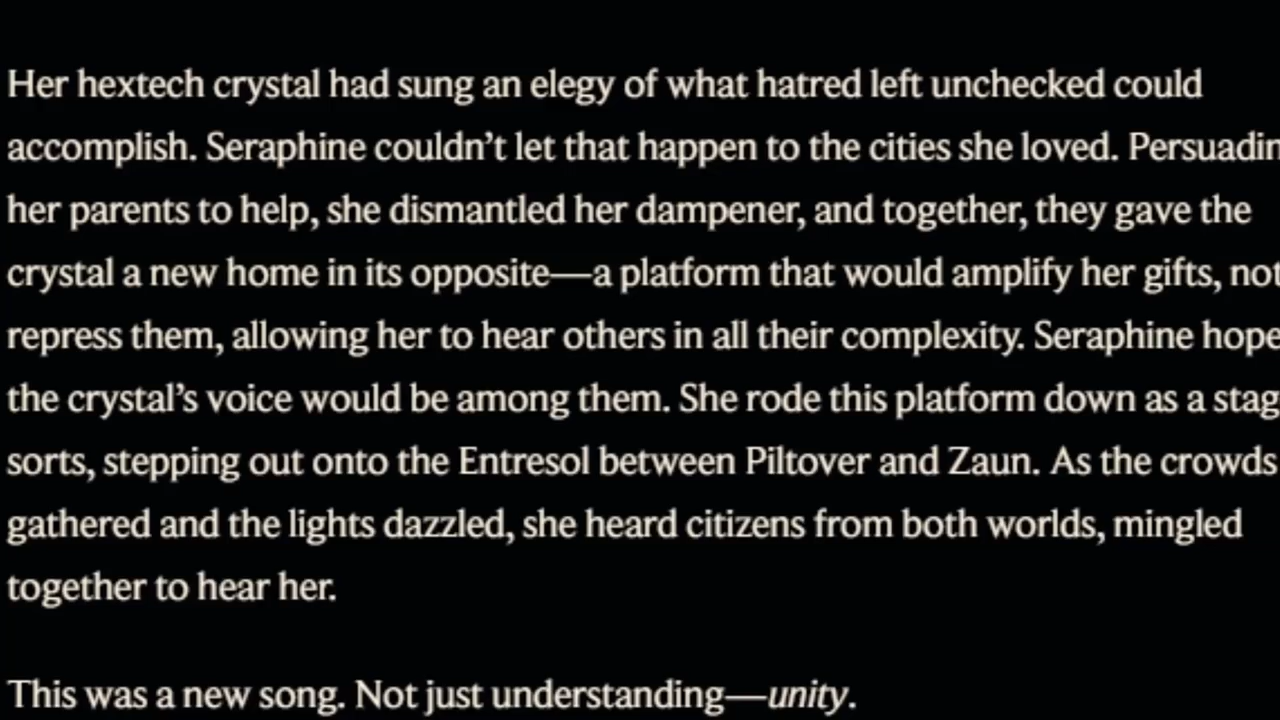 Her hextech crystal had sung an elegy of what hatred left unchecked could
accomplish. Seraphine couldn’t let that happen to the cities she loved. Persuadin
her parents to help, she dismantled her dampener, and together, they gave the
crystal a new home in its opposite—a platform that would amplify her gifts, not
repress them, allowing her to hear others in all their complexity. Seraphine hope
the crystal’s voice would be among them. She rode this platform down as a stag
sorts, stepping out onto the Entresol between Piltover and Zaun. As the crowds
gathered and the lights dazzled, she heard citizens from both worlds, mingled
together to hear her.
This was a new song. Not just understanding—unity.